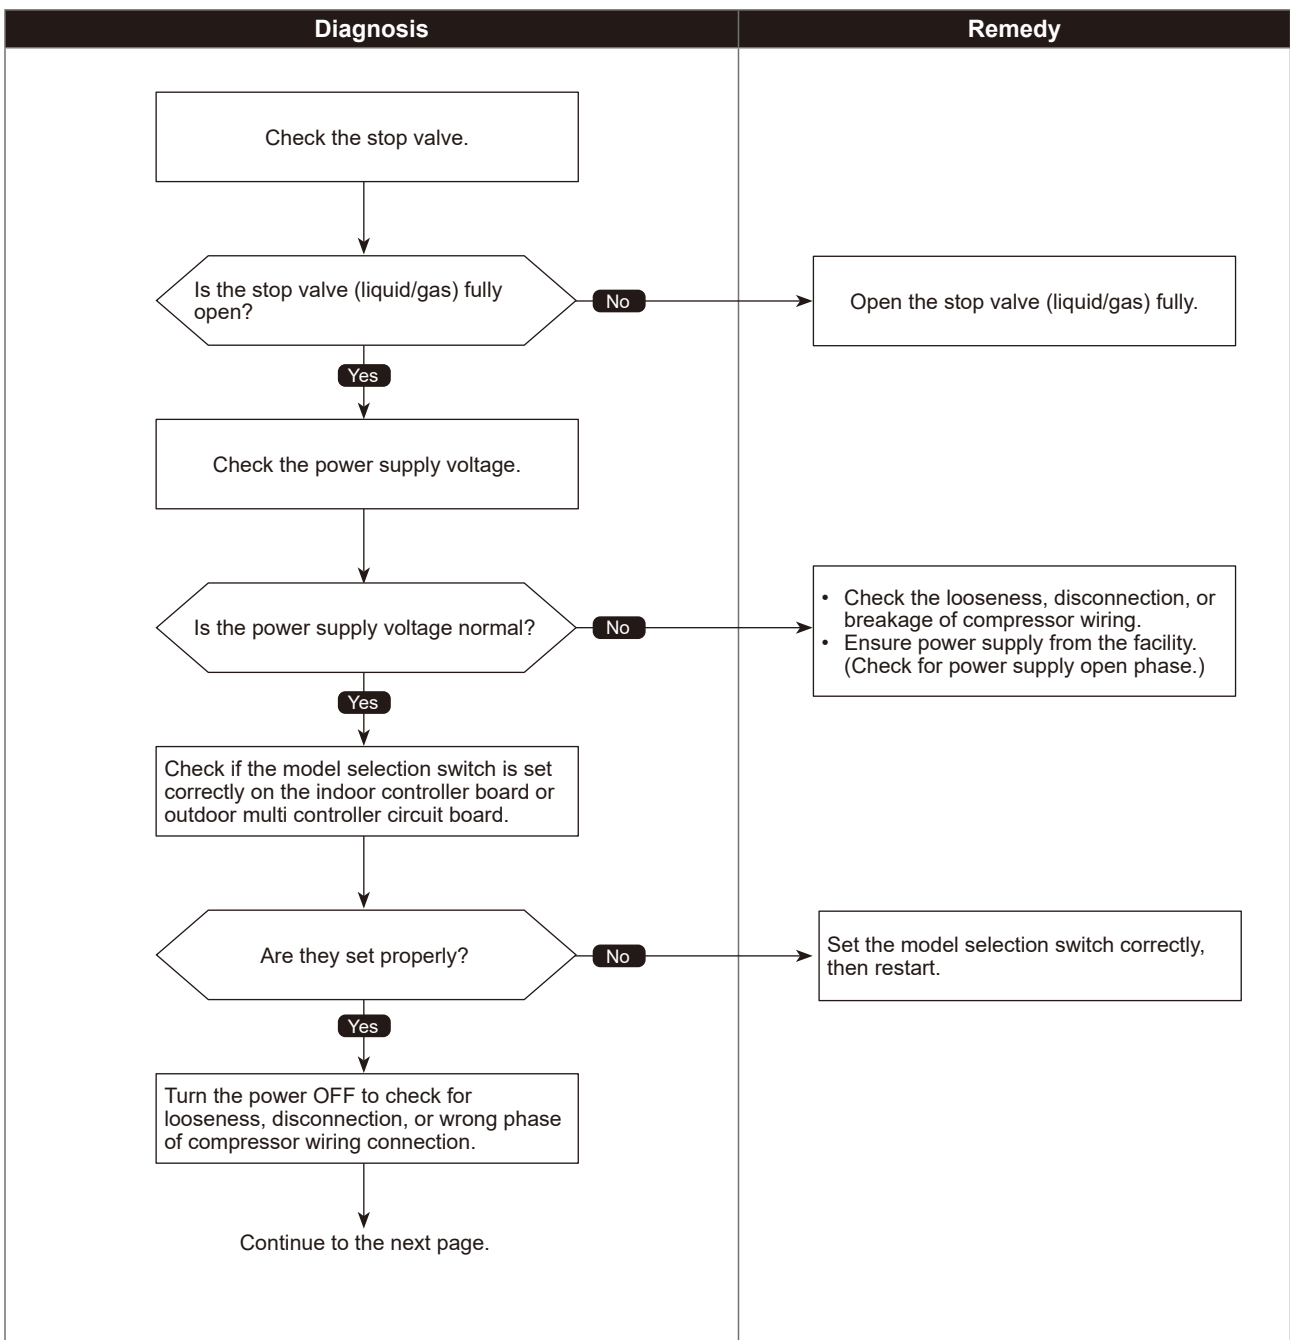 Diagnosis
Remedy
Check the stop valve.
Is the stop valve (liquid/gas) fully
open?
No
Open the stop valve (liquid/gas) fully.
Yes
Check the power supply voltage.
Is the power supply voltage normal?
No
• Check the looseness, disconnection, or
breakage of compressor wiring.
• Ensure power supply from the facility.
(Check for power supply open phase.)
Yes
Check if the model selection switch is set
correctly on the indoor controller board or
outdoor multi controller circuit board.
Are they set properly?
No
Set the model selection switch correctly,
then restart.
Yes
Turn the power OFF to check for
looseness, disconnection, or wrong phase
of compressor wiring connection.
Continue to the next page.